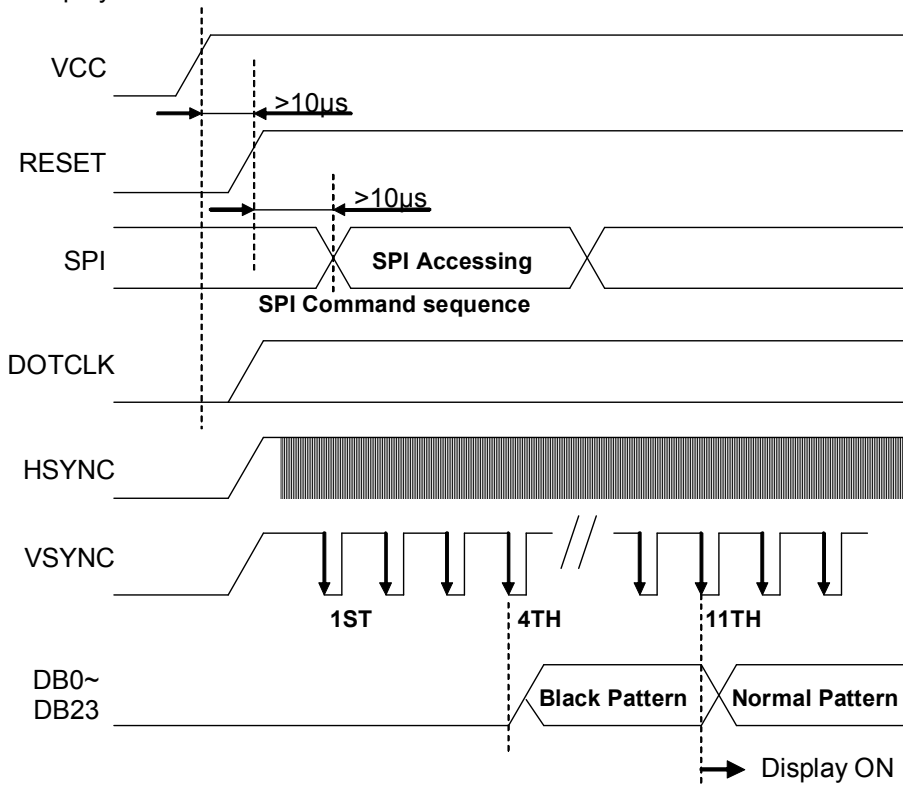 VCC
>10µs
RESET
>10µs
SPI
SPI Accessing
SPI Command sequence
DOTCLK
HSYNC
VSYNC
1ST
4TH
11TH
DB0~
DB23
Black Pattern
Normal Pattern
Display ON